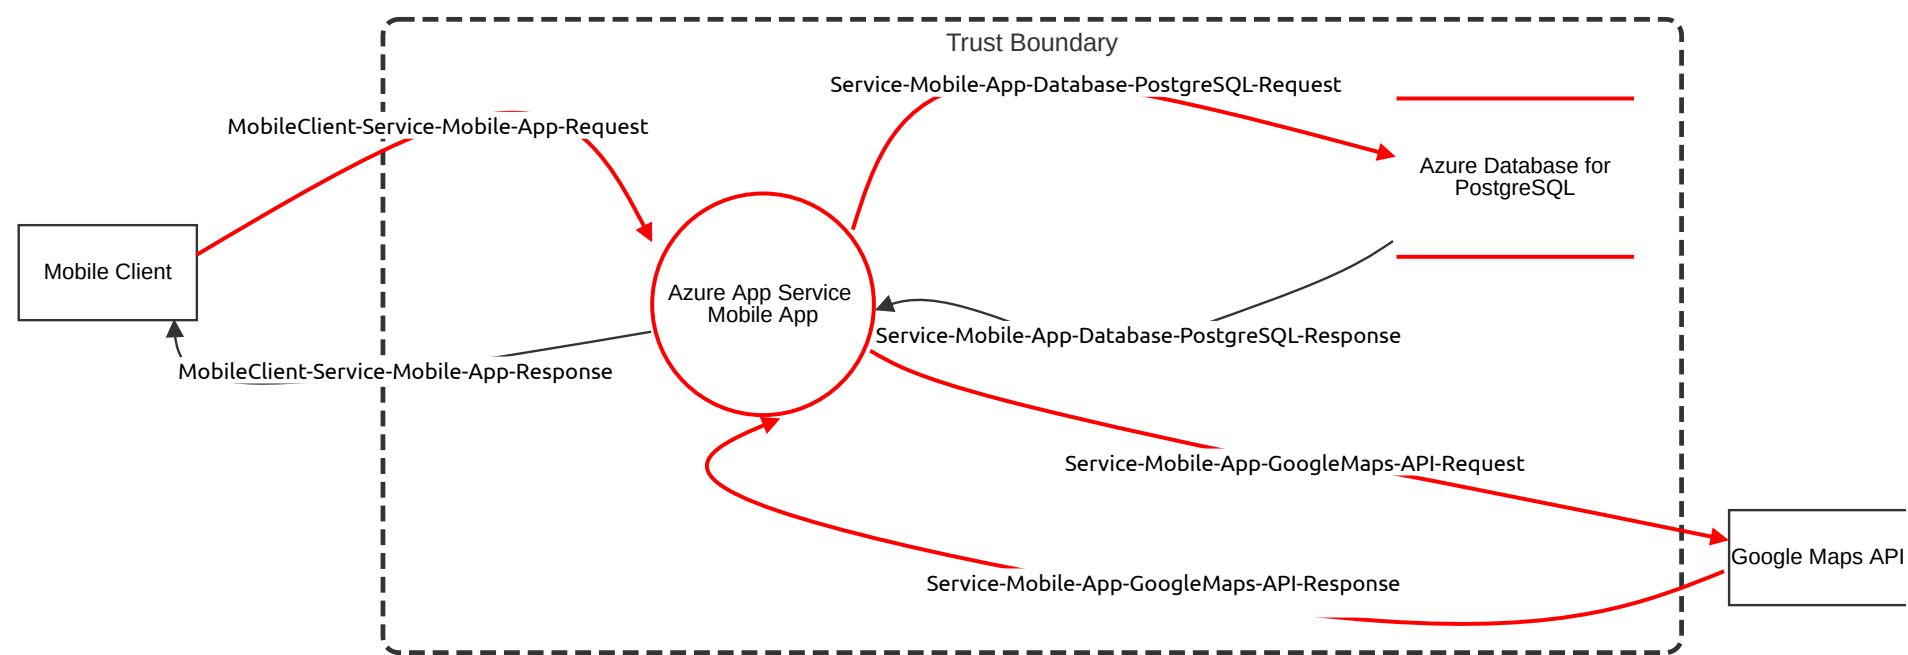 Trust Boundary
Service-Mobile-App-Database-PostgreSQL-Request
MobileClient-Service-Mobile-App-Request
Azure Database for
PostgreSQL
Mobile Client
Azure App Service
Mobile App
Service-Mobile-App-Database-PostgreSQL-Response
MobileClient-Service-Mobile-App-Response
Service-Mobile-App-GoogleMaps-API-Request
Google Maps API
Service-Mobile-App-GoogleMaps-API-Response